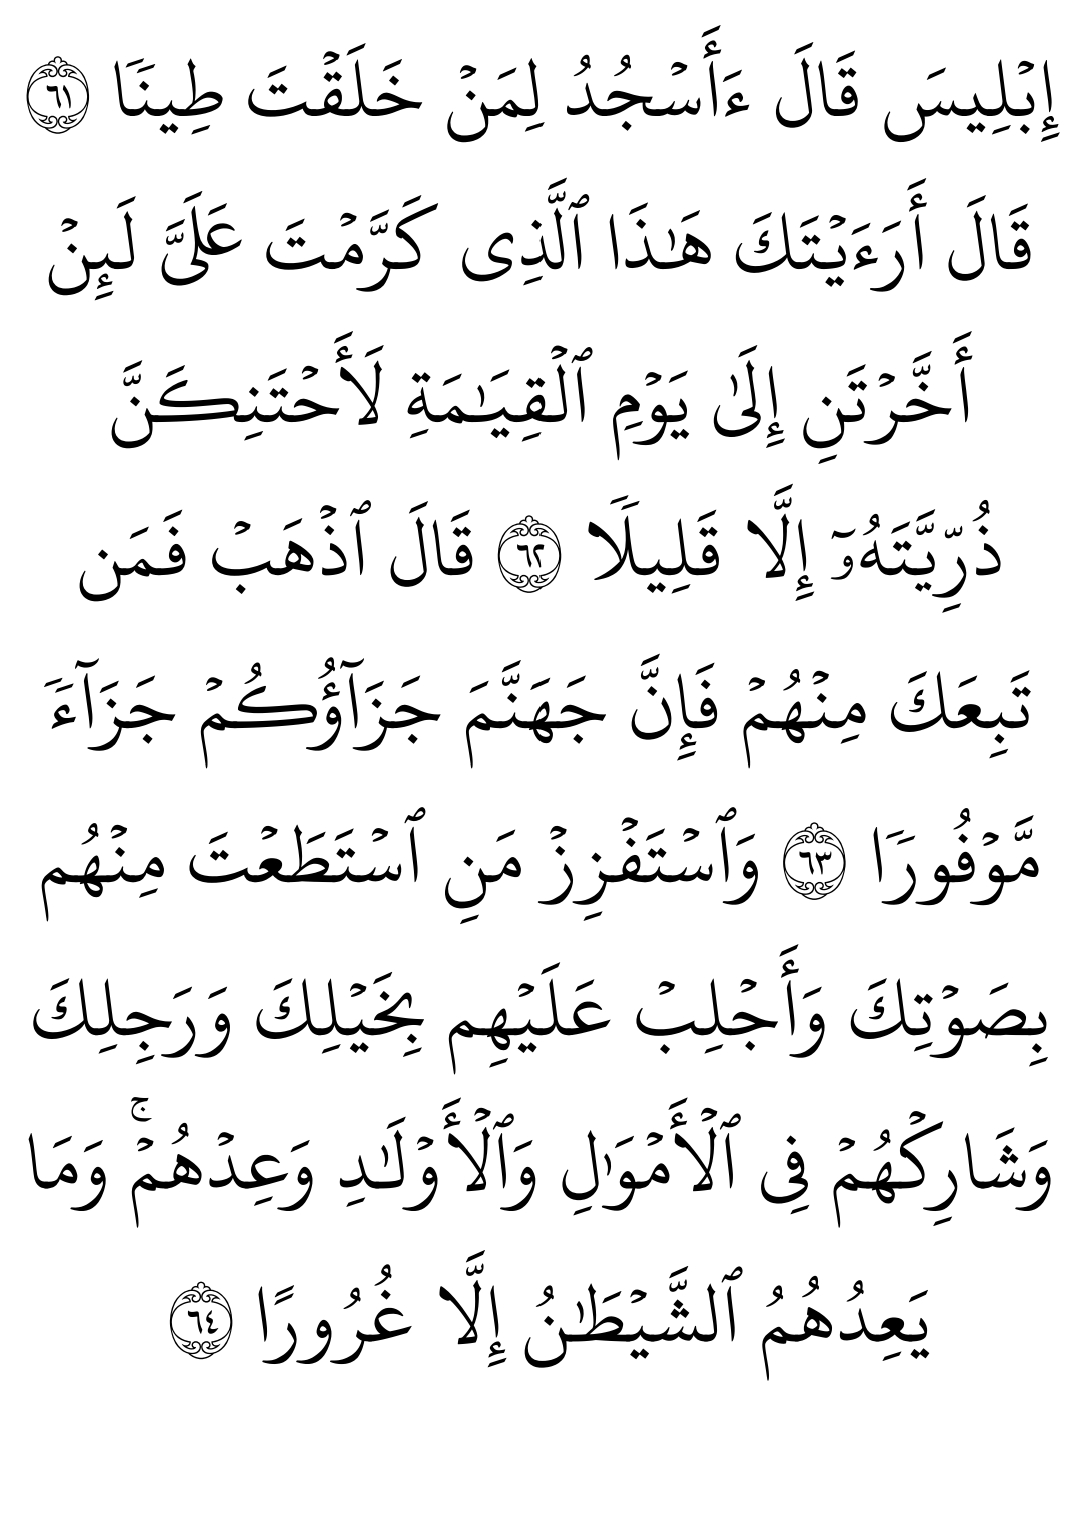 إِبۡلِيسَ قَالَ ءَأَسۡجُدُ لِمَنۡ خَلَقۡتَ طِينٗا ٦١
قَالَ أَرَءَيۡتَكَ هَٰذَا ٱلَّذِي كَرَّمۡتَ عَلَيَّ لَئِنۡ
أَخَّرۡتَنِ إِلَىٰ يَوۡمِ ٱلۡقِيَٰمَةِ لَأَحۡتَنِكَنَّ
ذُرِّيَّتَهُۥٓ إِلَّا قَلِيلٗا ٦٢ قَالَ ٱذۡهَبۡ فَمَن
تَبِعَكَ مِنۡهُمۡ فَإِنَّ جَهَنَّمَ جَزَآؤُكُمۡ جَزَآءٗ
مَّوۡفُورٗا ٦٣ وَٱسۡتَفۡزِزۡ مَنِ ٱسۡتَطَعۡتَ مِنۡهُم
بِصَوۡتِكَ وَأَجۡلِبۡ عَلَيۡهِم بِخَيۡلِكَ وَرَجِلِكَ
وَشَارِكۡهُمۡ فِي ٱلۡأَمۡوَٰلِ وَٱلۡأَوۡلَٰدِ وَعِدۡهُمۡۚ وَمَا
يَعِدُهُمُ ٱلشَّيۡطَٰنُ إِلَّا غُرُورًا ٦٤